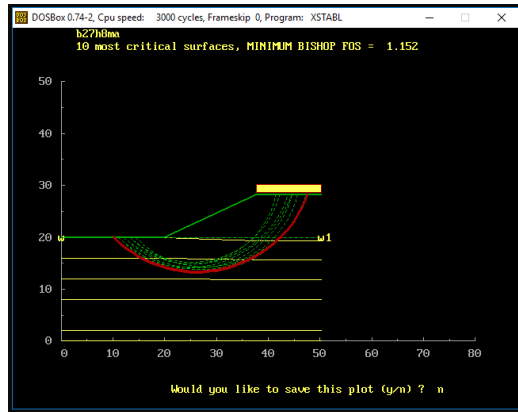 DOSBox 0.74-2, Cpu speed: 3000 cycles, Frameskip 0, Program: XSTABL
b27h8ma
10 most critical surfaces, MINIMUM BISHOP FOS = 1.152
50
40
30
20
w
w1
10
0
0 10 20 30 40 50 60 70 80
Would you like to save this plot (y/n) ? n